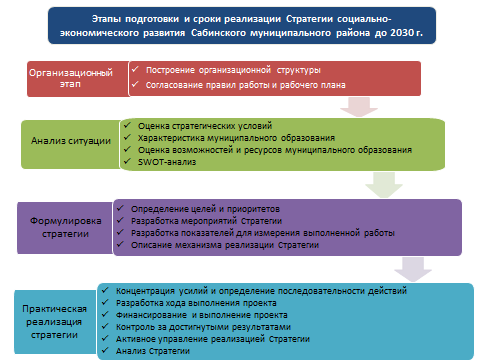 Этапы подготовки и сроки реализации Стратегии социально-
экономического развития Сабинского муниципального района до 2030 г.
Организационный
этап
Построение организационной структуры
Согласование правил работы и рабочего плана
Анализ ситуации
Оценка стратегических условий
Характеристика муниципального образования
Оценка возможностей и ресурсов муниципального образования
SWOT-анализ
Формулировка
стратегии
Определение целей и приоритетов
Разработка мероприятий Стратегии
Разработка показателей для измерения выполненной работы
Описание механизма реализации Стратегии
Практическая
реализация
стратегии
Концентрация усилий и определение последовательности действий
Разработка хода выполнения проекта
Финансирование и выполнение проекта
Контроль за достигнутыми результатами
Активное управление реализацией Стратегии
Анализ Стратегии